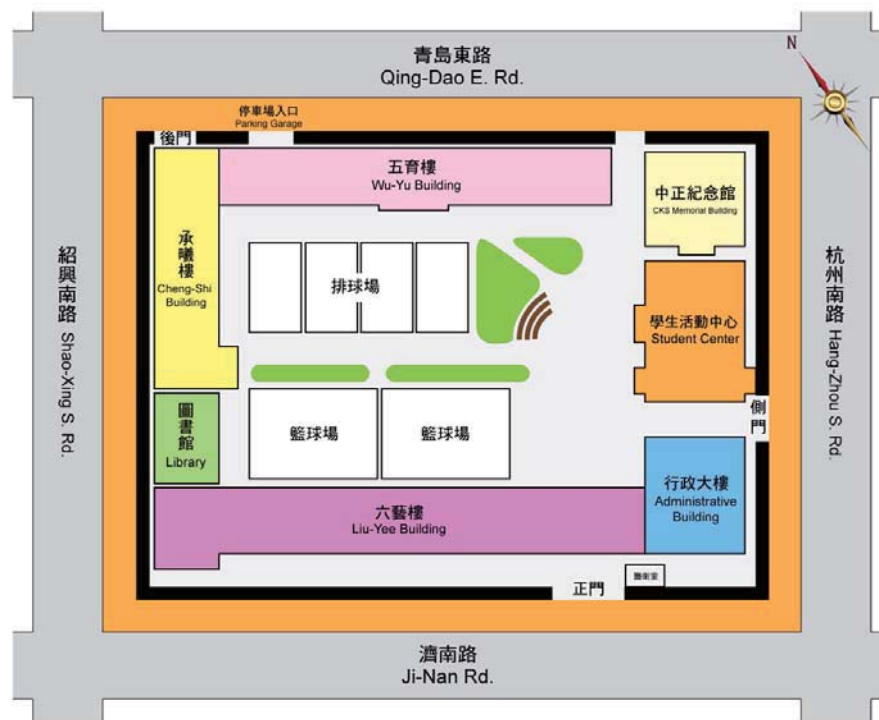 青島東路
Qing-Dao E. Rd.
N
停車場入口
Parking Garage
後門
五育樓
Wu-Yu Building
中正紀念館
CKS Memorial Building
承曦樓
Cheng-Shi
Building
排球場
學生活動中心
Student Center
紹興南路 Shao-Xing S. Rd.
杭州南路 Hang-Zhou S. Rd.
側門
圖書館
Library
籃球場
籃球場
行政大樓
Administrative
Building
六藝樓
Liu-Yee Building
正門
警衛室
濟南路
Ji-Nan Rd.